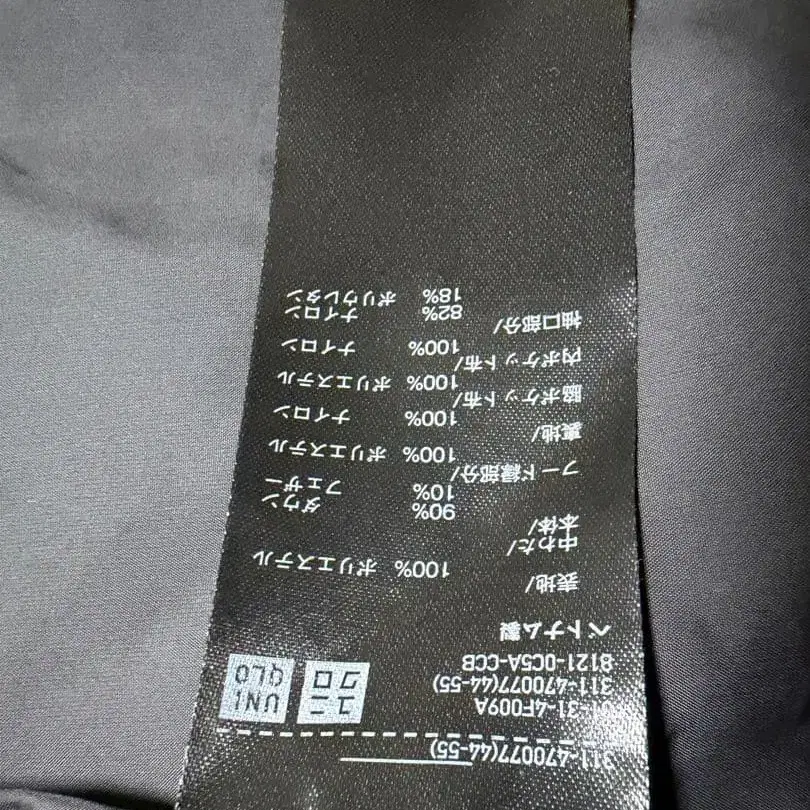 311-470077(44-55)
ユニ
クロ
UNI
QLO
311-470077(44-55)
8121-0C5A-CCB
ベトナム製
表地/ 100% ポリエステル
中わた/
本体/ 90% ダウン
10% フェザー
フード縁部分/ 100% ポリエステル
裏地/ 100% ナイロン
脇ポケット布/ 100% ポリエステル
内ポケット布/ 100% ナイロン
袖口部分/ 82% ナイロン
18% ポリウレタン